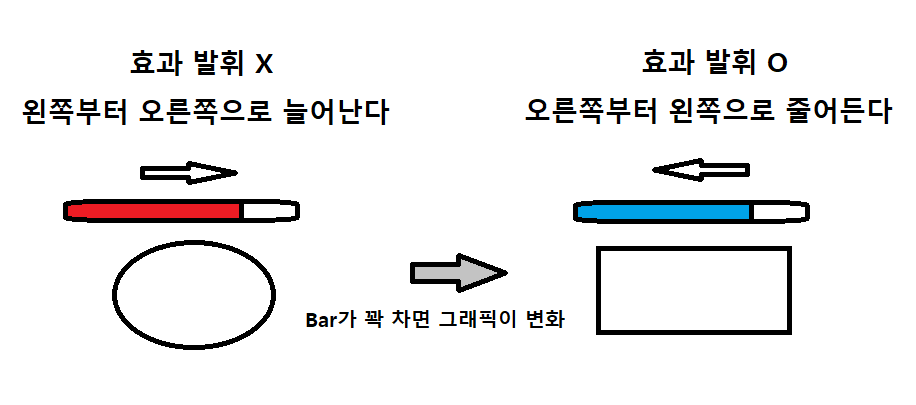 효과 발휘 X
왼쪽부터 오른쪽으로 늘어난다
효과 발휘 O
오른쪽부터 왼쪽으로 줄어든다
Bar가 꽉 차면 그래픽이 변화